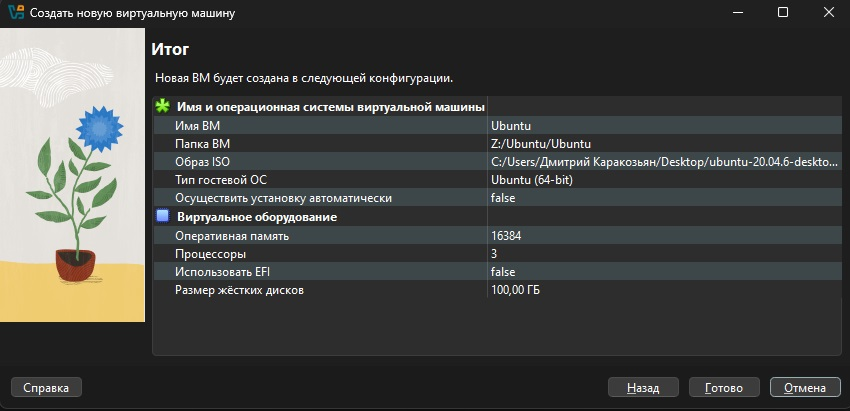 Создать новую виртуальную машину
Итог
Новая ВМ будет создана в следующей конфигурации.
Имя и операционная системы виртуальной машины
Имя ВМ Ubuntu
Папка ВМ Z:/Ubuntu/Ubuntu
Образ ISO C:/Users/Дмитрий Каракозьян/Desktop/ubuntu-20.04.6-deskto...
Тип гостевой ОС Ubuntu (64-bit)
Осуществить установку автоматически false
Виртуальное оборудование
Оперативная память 16384
Процессоры 3
Использовать EFI false
Размер жёстких дисков 100,00 ГБ
Справка Назад Готово Отмена